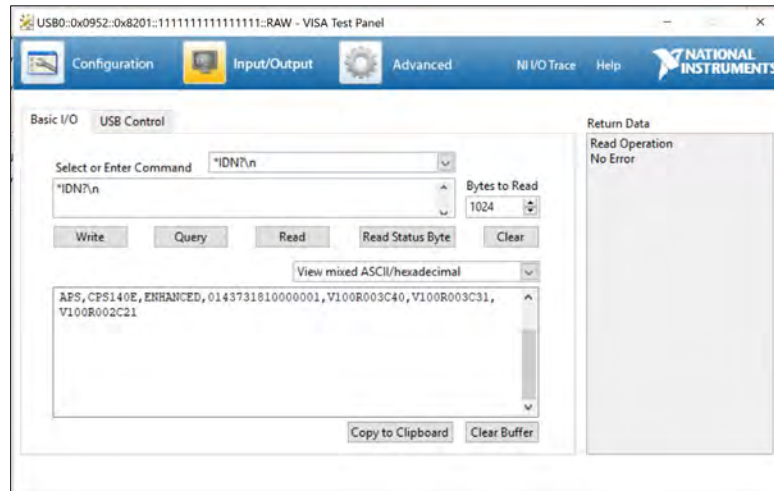 USB0::0x0952::0x8201::1111111111111111::RAW - VISA Test Panel
Configuration
Input/Output
Advanced
NI I/O Trace
Help
NATIONAL
INSTRUMENTS
Basic I/O
USB Control
Select or Enter Command
*IDN?\n
*IDN?\n
Bytes to Read
1024
Write
Query
Read
Read Status Byte
Clear
View mixed ASCII/hexadecimal
APS,CPS140E,ENHANCED,0143731810000001,V100R003C40,V100R003C31,
V100R002C21
Copy to Clipboard
Clear Buffer
Return Data
Read Operation
No Error